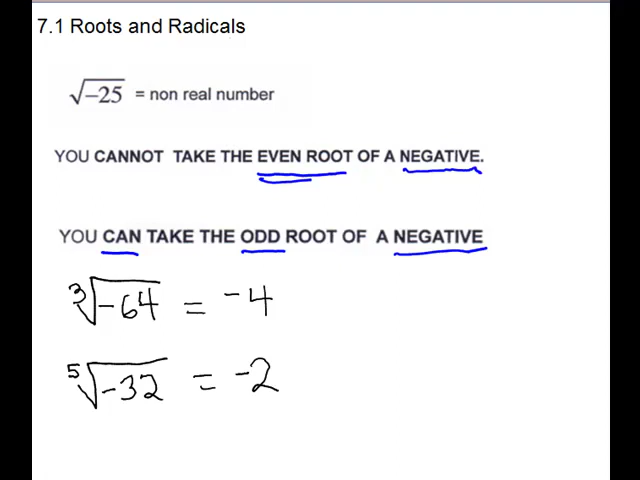 7.1 Roots and Radicals
√−25 = non real number
YOU CANNOT TAKE THE EVEN ROOT OF A NEGATIVE.
YOU CAN TAKE THE ODD ROOT OF A NEGATIVE
∛−64 = −4
⁵√−32 = −2